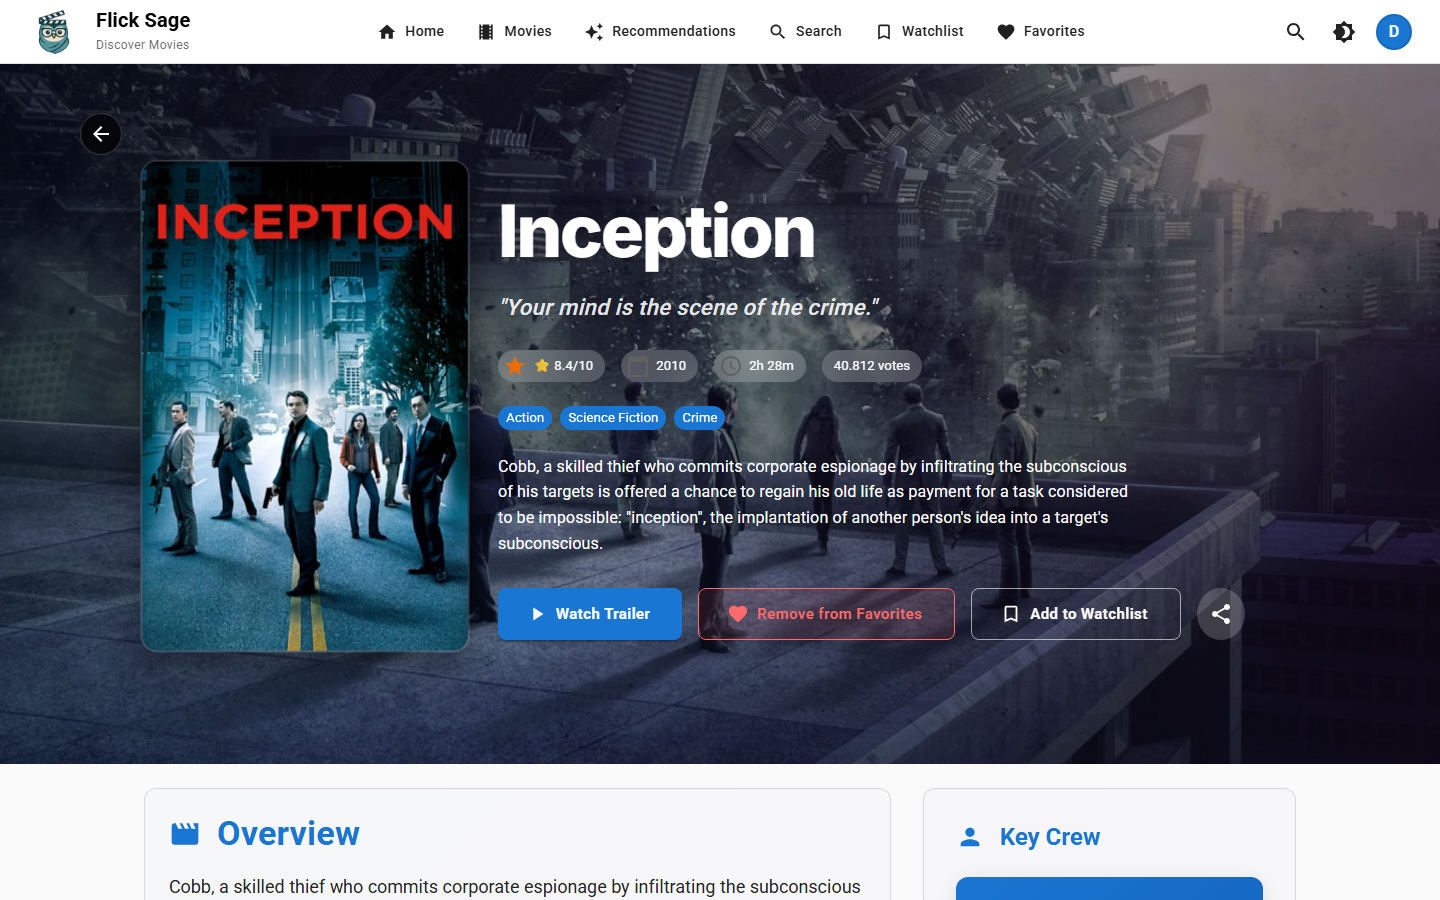 Flick Sage
Discover Movies
Home
Movies
Recommendations
Search
Watchlist
Favorites
D
INCEPTION
Inception
"Your mind is the scene of the crime."
8.4/10
2010
2h 28m
40.812 votes
Action
Science Fiction
Crime
Cobb, a skilled thief who commits corporate espionage by infiltrating the subconscious
of his targets is offered a chance to regain his old life as payment for a task considered
to be impossible: "inception", the implantation of another person's idea into a target's
subconscious.
Watch Trailer
Remove from Favorites
Add to Watchlist
Overview
Cobb, a skilled thief who commits corporate espionage by infiltrating the subconscious
Key Crew